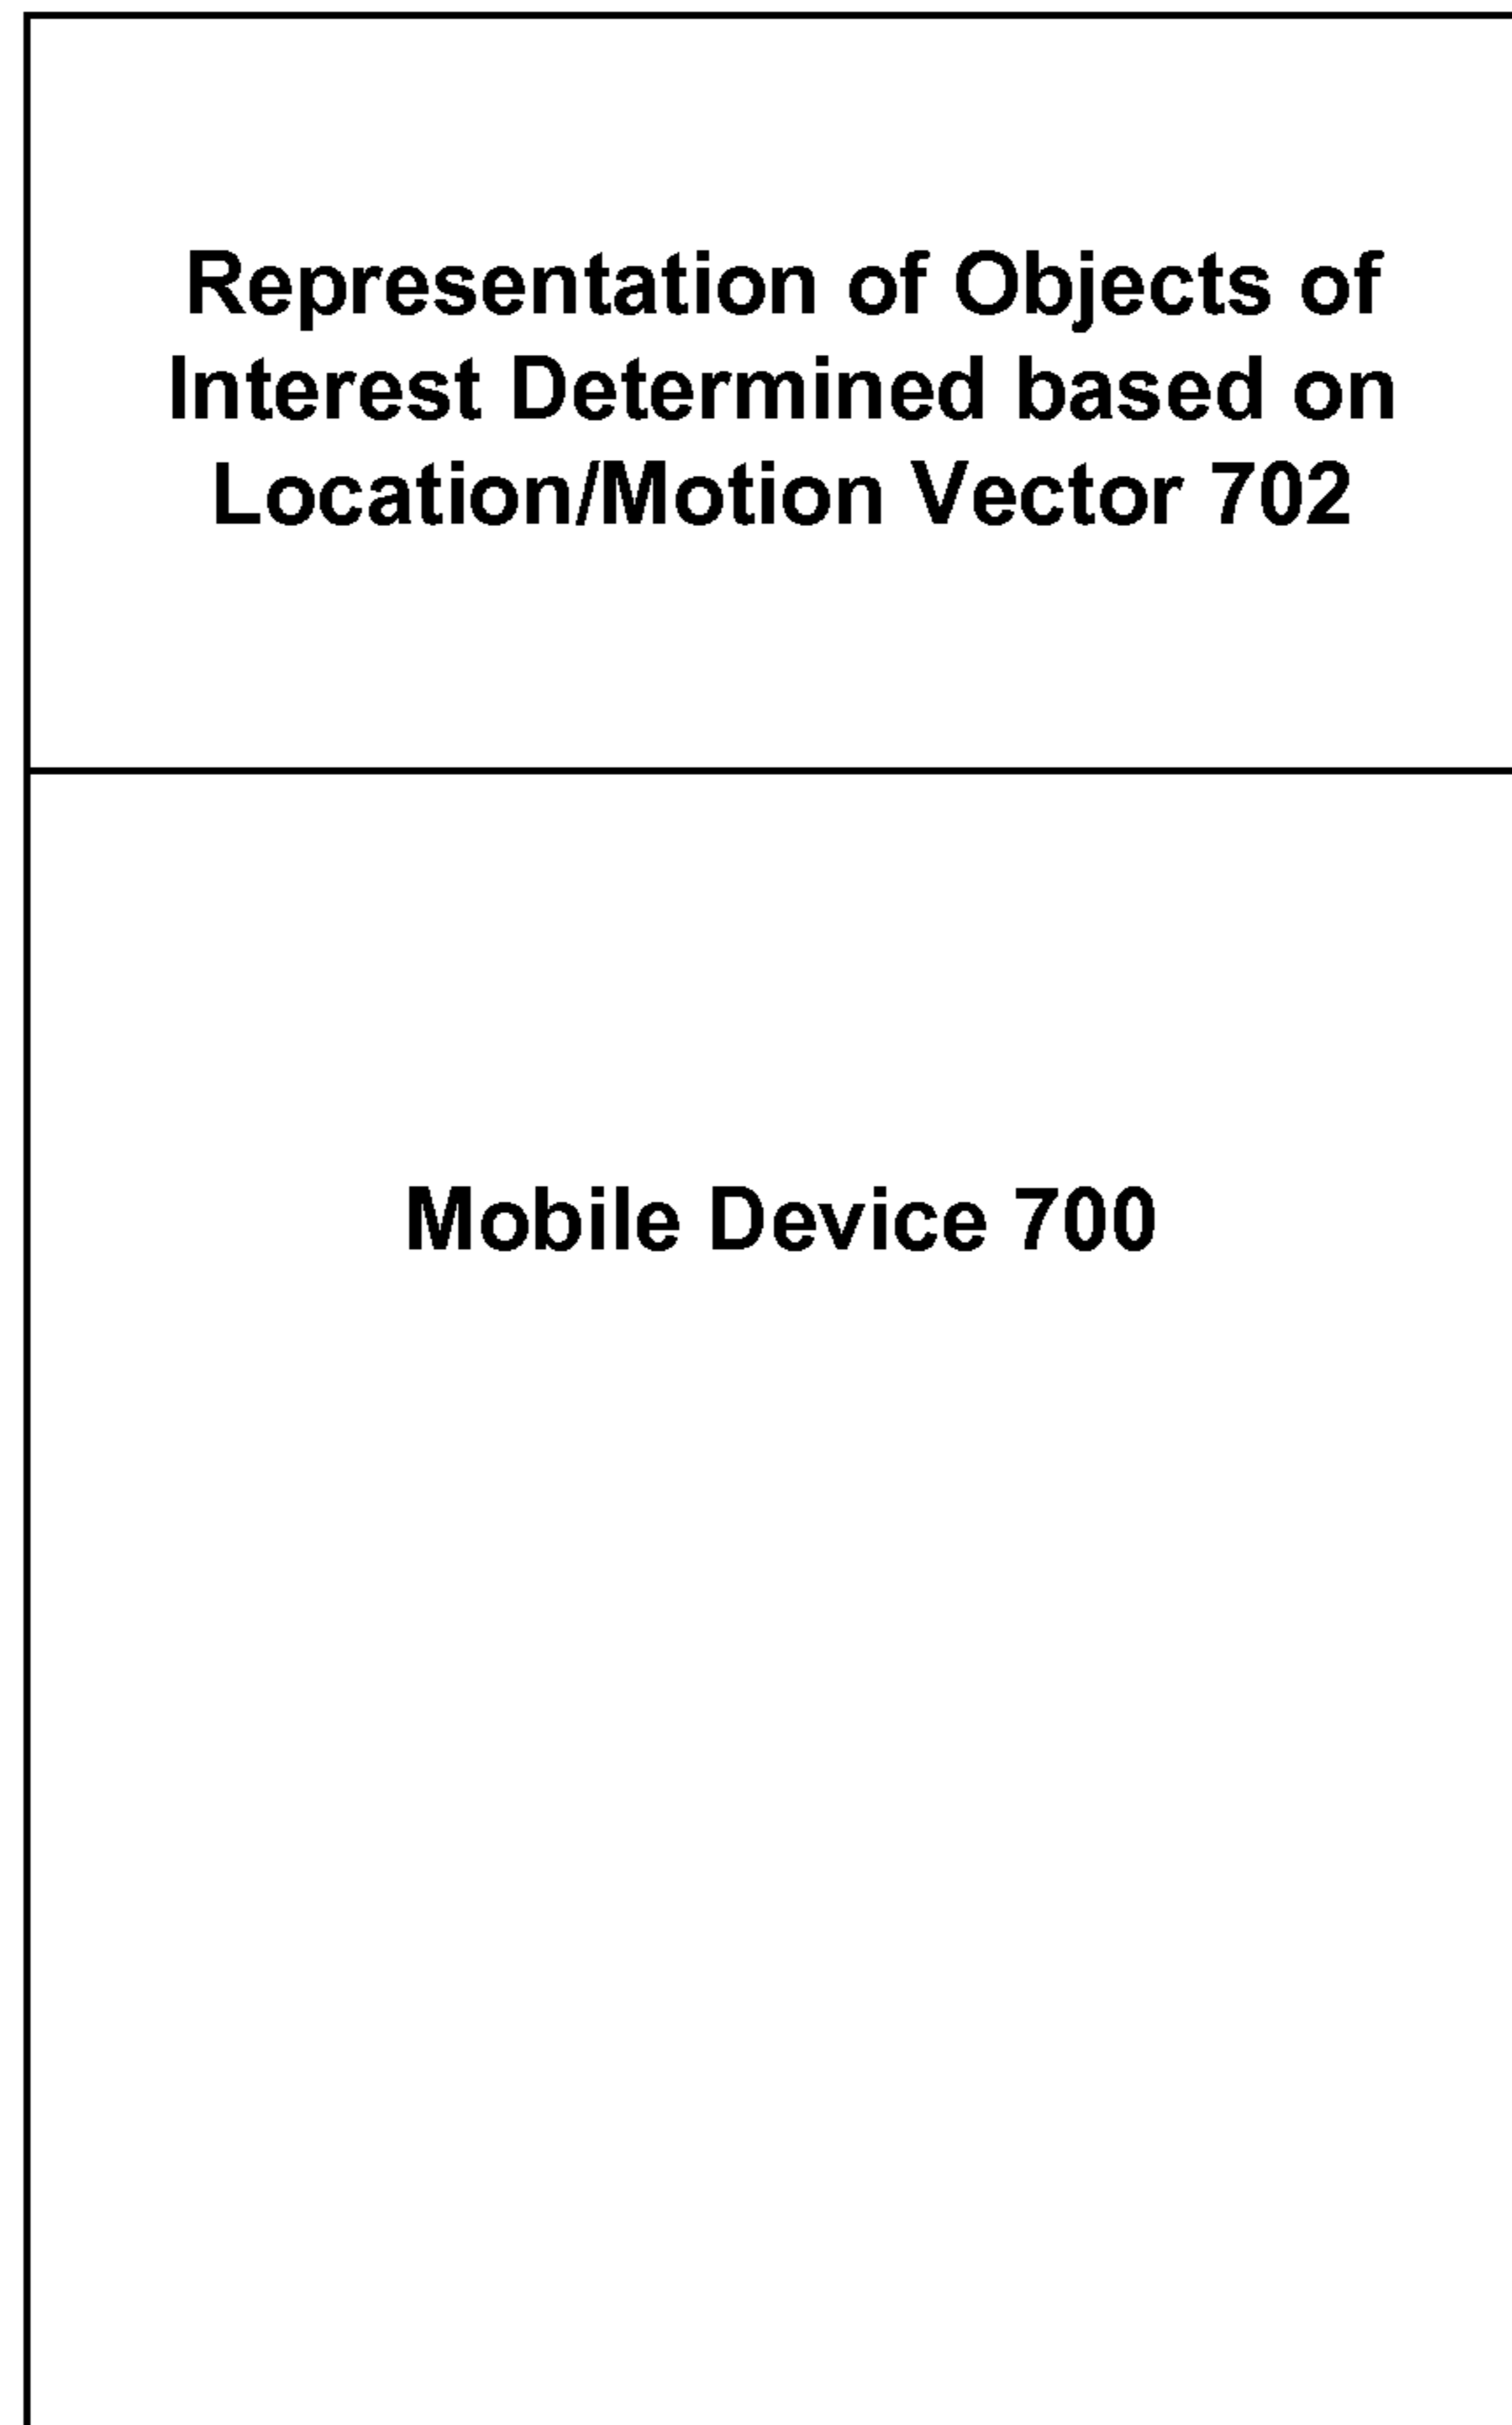 Representation of Objects of
Interest Determined based on
Location/Motion Vector 702
Mobile Device 700